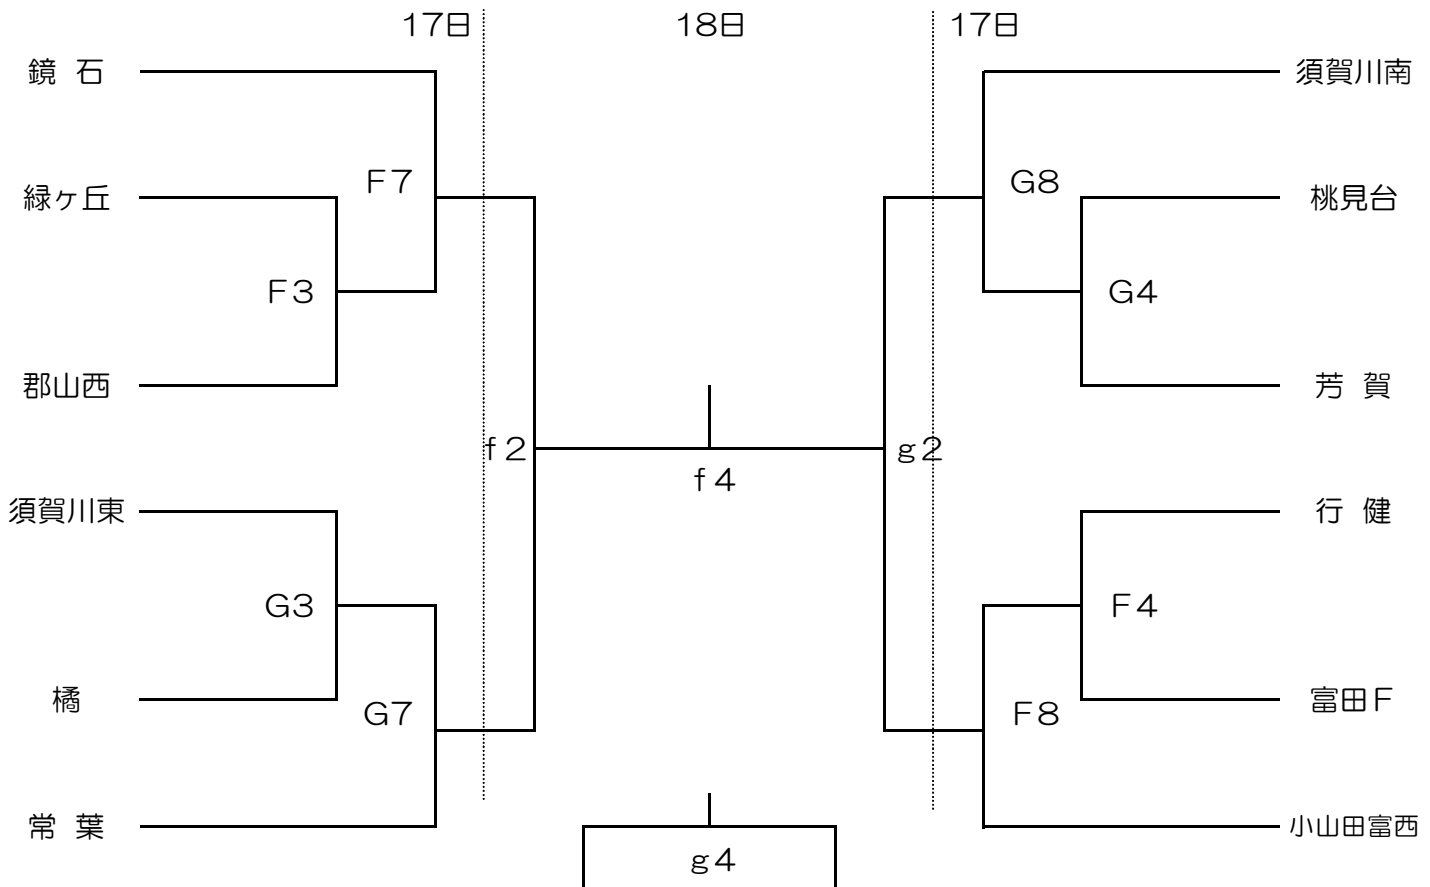 17日 18日 17日
鏡 石 須賀川南
F7 G8
緑ヶ丘 桃見台
F3 G4
郡山西 芳 賀
f2 g2
f4
須賀川東 行 健
G3 F4
橘 富田F
G7 F8
常 葉 小山田富西
g4